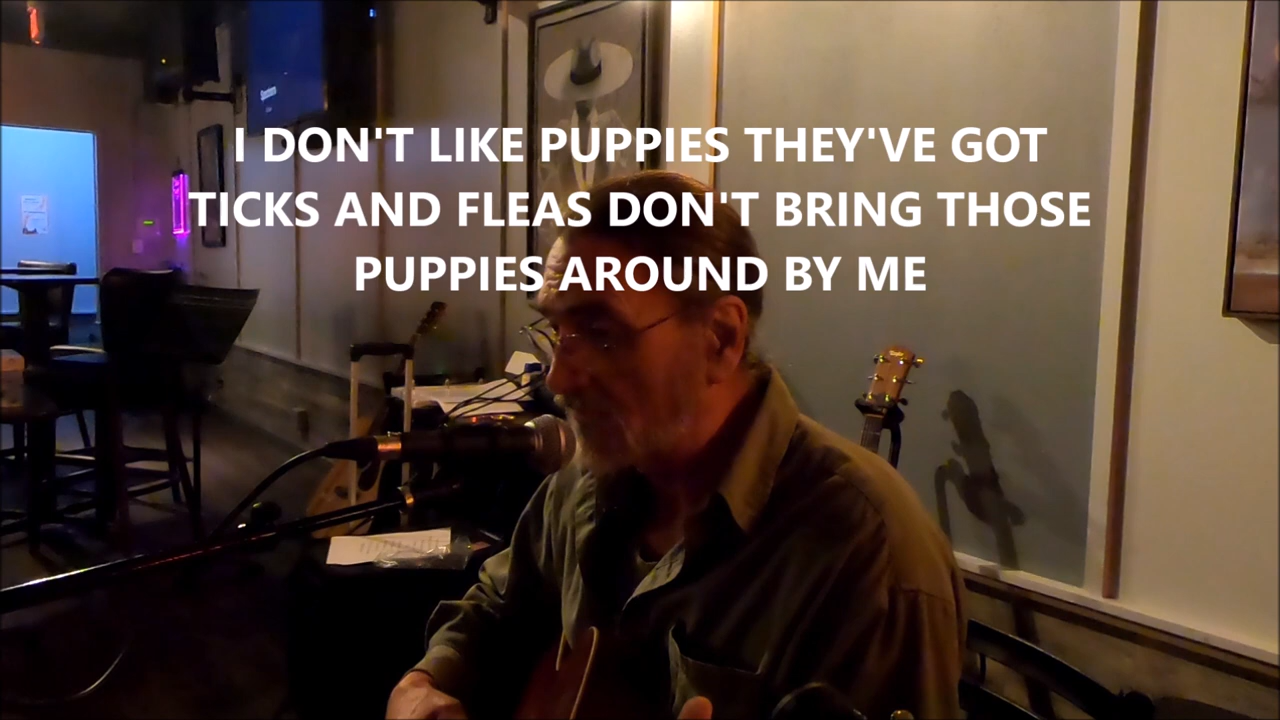 I DON'T LIKE PUPPIES THEY'VE GOT
TICKS AND FLEAS DON'T BRING THOSE
PUPPIES AROUND BY ME